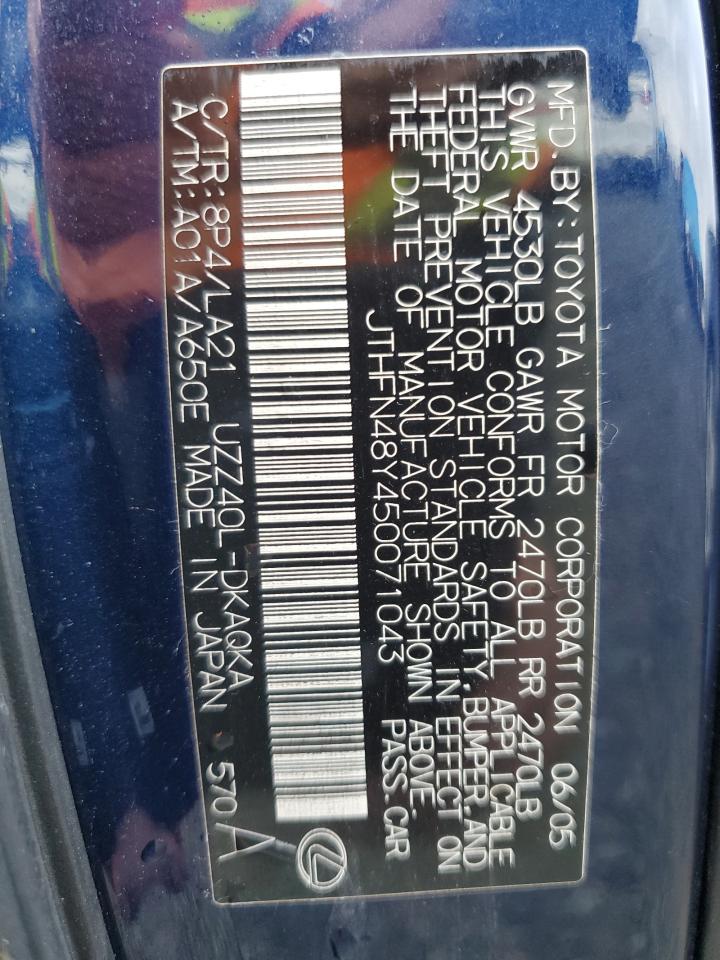 MFD. BY: TOYOTA MOTOR CORPORATION 06/05
GVWR 4530LB GAWR FR 2470LB RR 2470LB
THIS VEHICLE CONFORMS TO ALL APPLICABLE
FEDERAL MOTOR VEHICLE SAFETY, BUMPER, AND
THEFT PREVENTION STANDARDS IN EFFECT ON
THE DATE OF MANUFACTURE SHOWN ABOVE.
JTHFN48Y450071043 PASS.CAR
C/TR: 8P4/LA21 UZZ40L-DKAQKA
A/TM: A01A/A650E MADE IN JAPAN 570 A